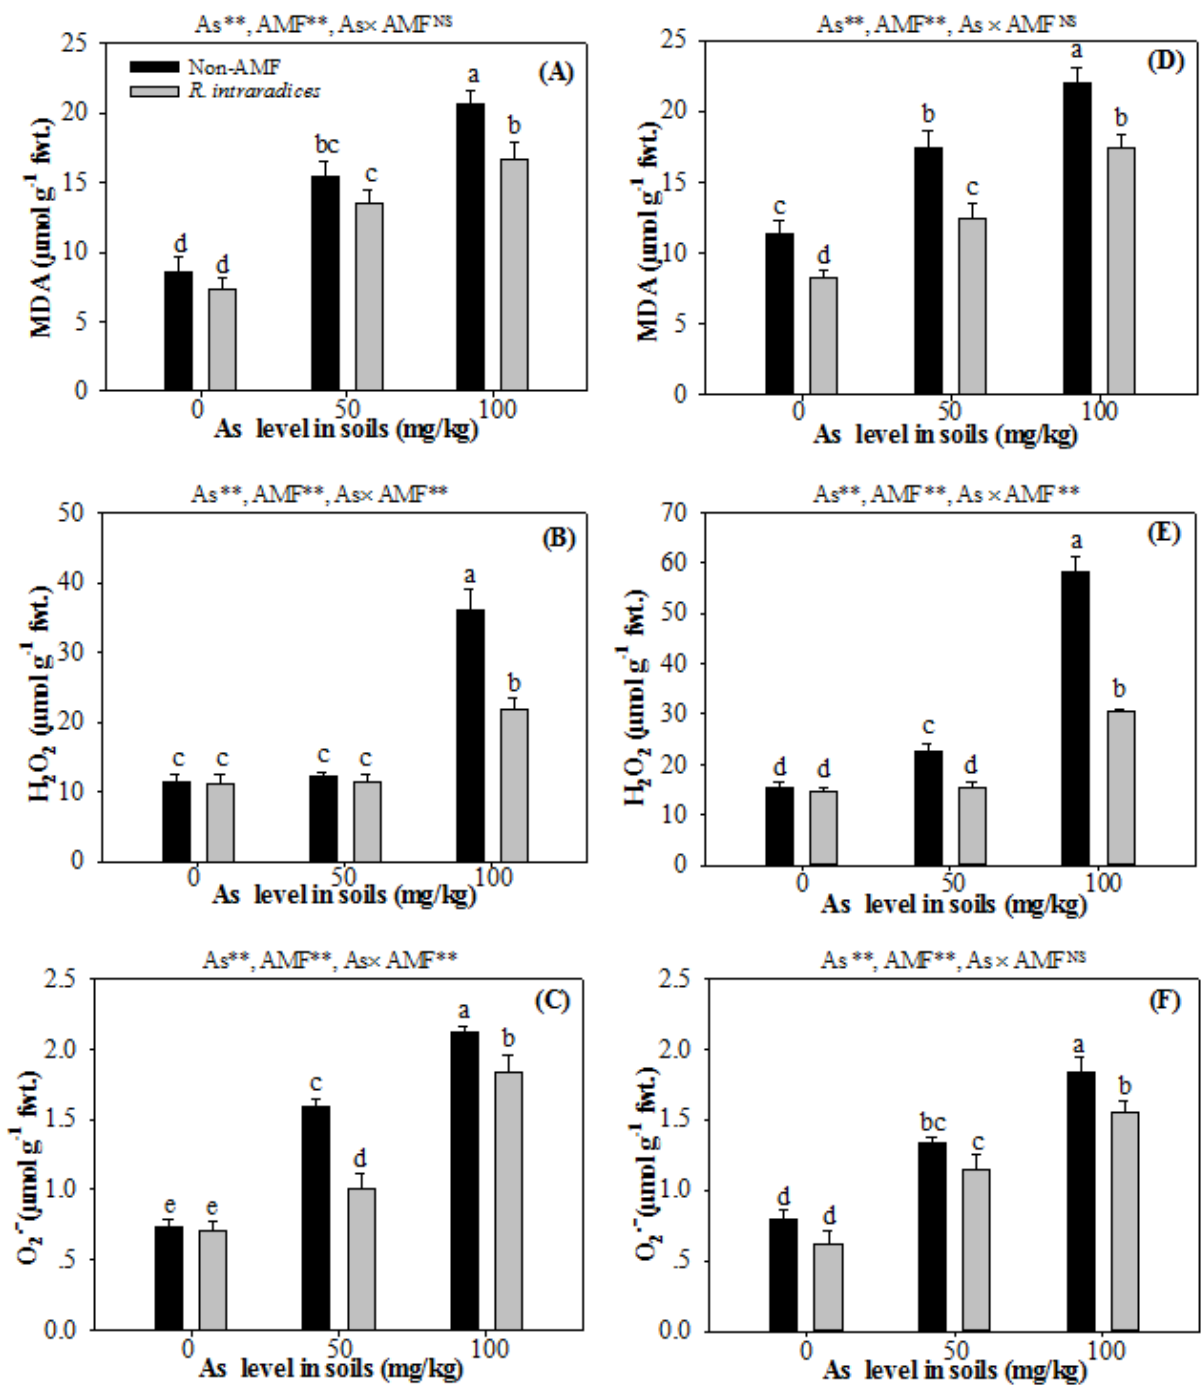 As**, AMF**, As× AMF^NS
(A)
Non-AMF
R. intraradices
MDA (µmol g⁻¹ fwt.)
25
20
15
10
5
0
d
d
bc
c
a
b
0 50 100
As level in soils (mg/kg)
As**, AMF**, As × AMF^NS
(D)
MDA (µmol g⁻¹ fwt.)
25
20
15
10
5
0
c
d
b
c
a
b
0 50 100
As level in soils (mg/kg)
As**, AMF**, As× AMF**
(B)
H₂O₂ (µmol g⁻¹ fwt.)
50
40
30
20
10
0
c
c
c
c
a
b
0 50 100
As level in soils (mg/kg)
As**, AMF**, As × AMF**
(E)
H₂O₂ (µmol g⁻¹ fwt.)
70
60
50
40
30
20
10
0
d
d
c
d
a
b
0 50 100
As level in soils (mg/kg)
As**, AMF**, As× AMF**
(C)
O₂·⁻(µmol g⁻¹ fwt.)
2.5
2.0
1.5
1.0
.5
0.0
e
e
c
d
a
b
0 50 100
As level in soils (mg/kg)
As **, AMF**, As × AMF^NS
(F)
O₂·⁻(µmol g⁻¹ fwt.)
2.5
2.0
1.5
1.0
.5
0.0
d
d
bc
c
a
b
0 50 100
As level in soils (mg/kg)